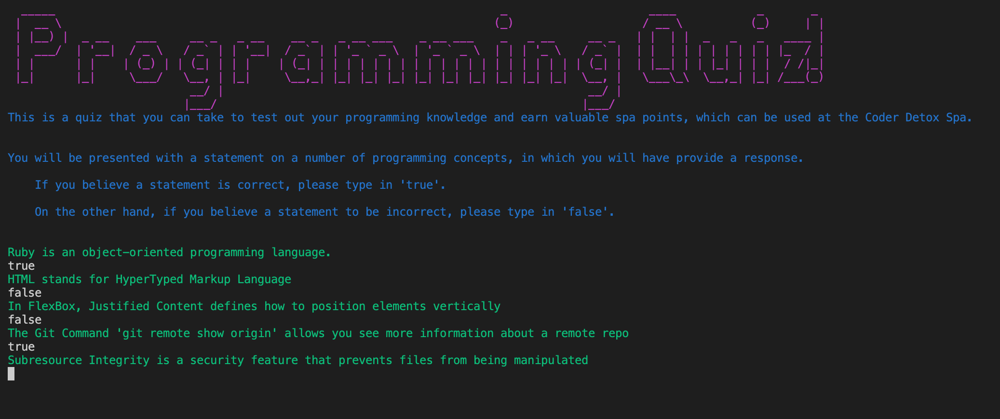 Programming Quiz!
This is a quiz that you can take to test out your programming knowledge and earn valuable spa points, which can be used at the Coder Detox Spa.
You will be presented with a statement on a number of programming concepts, in which you will have provide a response.
If you believe a statement is correct, please type in 'true'.
On the other hand, if you believe a statement to be incorrect, please type in 'false'.
Ruby is an object-oriented programming language.
true
HTML stands for HyperTyped Markup Language
false
In FlexBox, Justified Content defines how to position elements vertically
false
The Git Command 'git remote show origin' allows you see more information about a remote repo
true
Subresource Integrity is a security feature that prevents files from being manipulated